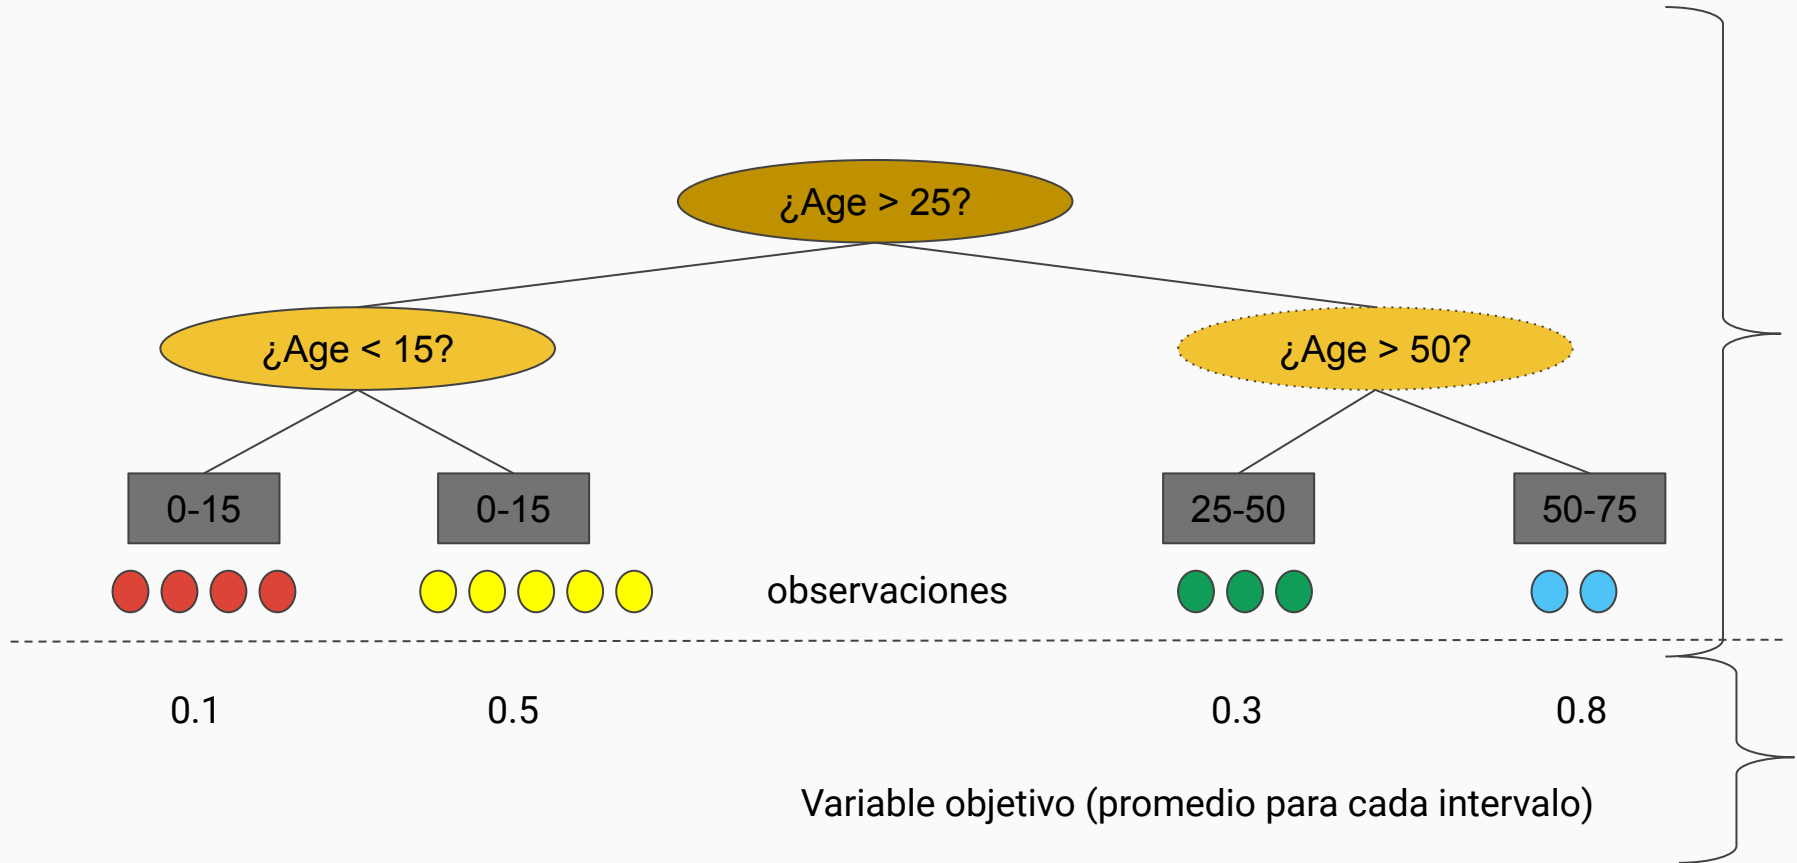 ¿Age > 25?
¿Age < 15?
¿Age > 50?
0-15
0-15
25-50
50-75
observaciones
0.1
0.5
0.3
0.8
Variable objetivo (promedio para cada intervalo)